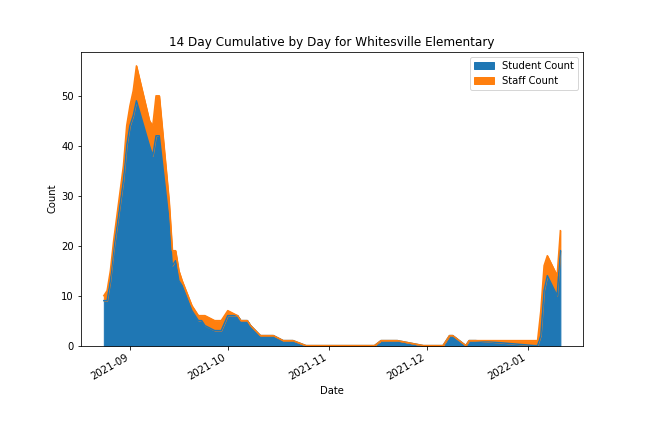 14 Day Cumulative by Day for Whitesville Elementary
Student Count
Staff Count
Count
50
40
30
20
10
0
2021-09
2021-10
2021-11
2021-12
2022-01
Date